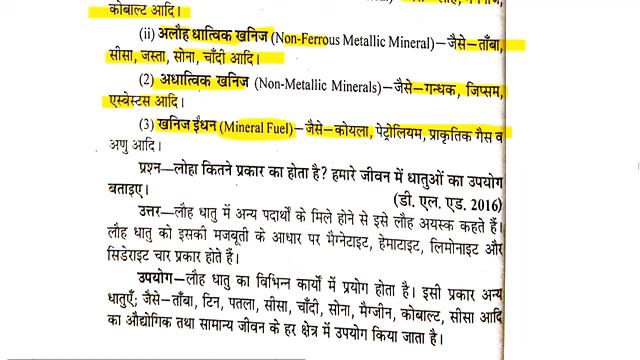 कोबाल्ट आदि।
(ii) अलौह धात्विक खनिज (Non-Ferrous Metallic Mineral)–जैसे–ताँबा,
सीसा, जस्ता, सोना, चाँदी आदि।
(2) अधात्विक खनिज (Non-Metallic Minerals)–जैसे–गन्धक, जिप्सम,
एस्बेस्टस आदि।
(3) खनिज ईंधन (Mineral Fuel)–जैसे–कोयला, पेट्रोलियम, प्राकृतिक गैस व
अणु आदि।
प्रश्न–लोहा कितने प्रकार का होता है? हमारे जीवन में धातुओं का उपयोग
बताइए। (डी. एल. एड. 2016)
उत्तर–लौह धातु में अन्य पदार्थों के मिले होने से इसे लौह अयस्क कहते हैं।
लौह धातु को इसकी मजबूती के आधार पर मैग्नेटाइट, हेमाटाइट, लिमोनाइट और
सिडेराइट चार प्रकार होते हैं।
उपयोग–लौह धातु का विभिन्न कार्यों में प्रयोग होता है। इसी प्रकार अन्य
धातुएँ; जैसे–ताँबा, टिन, पतला, सीसा, चाँदी, सोना, मैग्जीन, कोबाल्ट, सीसा आदि
का औद्योगिक तथा सामान्य जीवन के हर क्षेत्र में उपयोग किया जाता है।